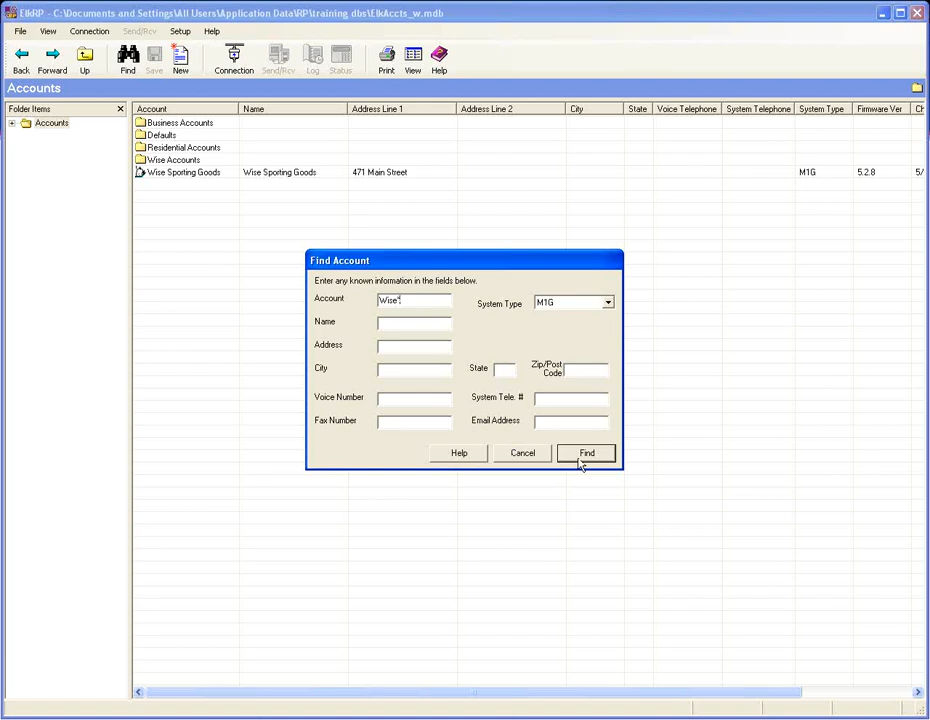 ElkRP - C:\Documents and Settings\All Users\Application Data\RP\training dbs\ElkAccts_w.mdb
File View Connection Send/Rcv Setup Help
Back Forward Up Find Save New Connection Send/Rcv Log Status Print View Help
Accounts
Folder Items
Accounts
Account Name Address Line 1 Address Line 2 City State Voice Telephone System Telephone System Type Firmware Ver Ch
Business Accounts
Defaults
Residential Accounts
Wise Accounts
Wise Sporting Goods Wise Sporting Goods 471 Main Street M1G 5.2.8 5/
Find Account
Enter any known information in the fields below.
Account Wise* System Type M1G
Name
Address
City State Zip/Post
Code
Voice Number System Tele. #
Fax Number Email Address
Help Cancel Find